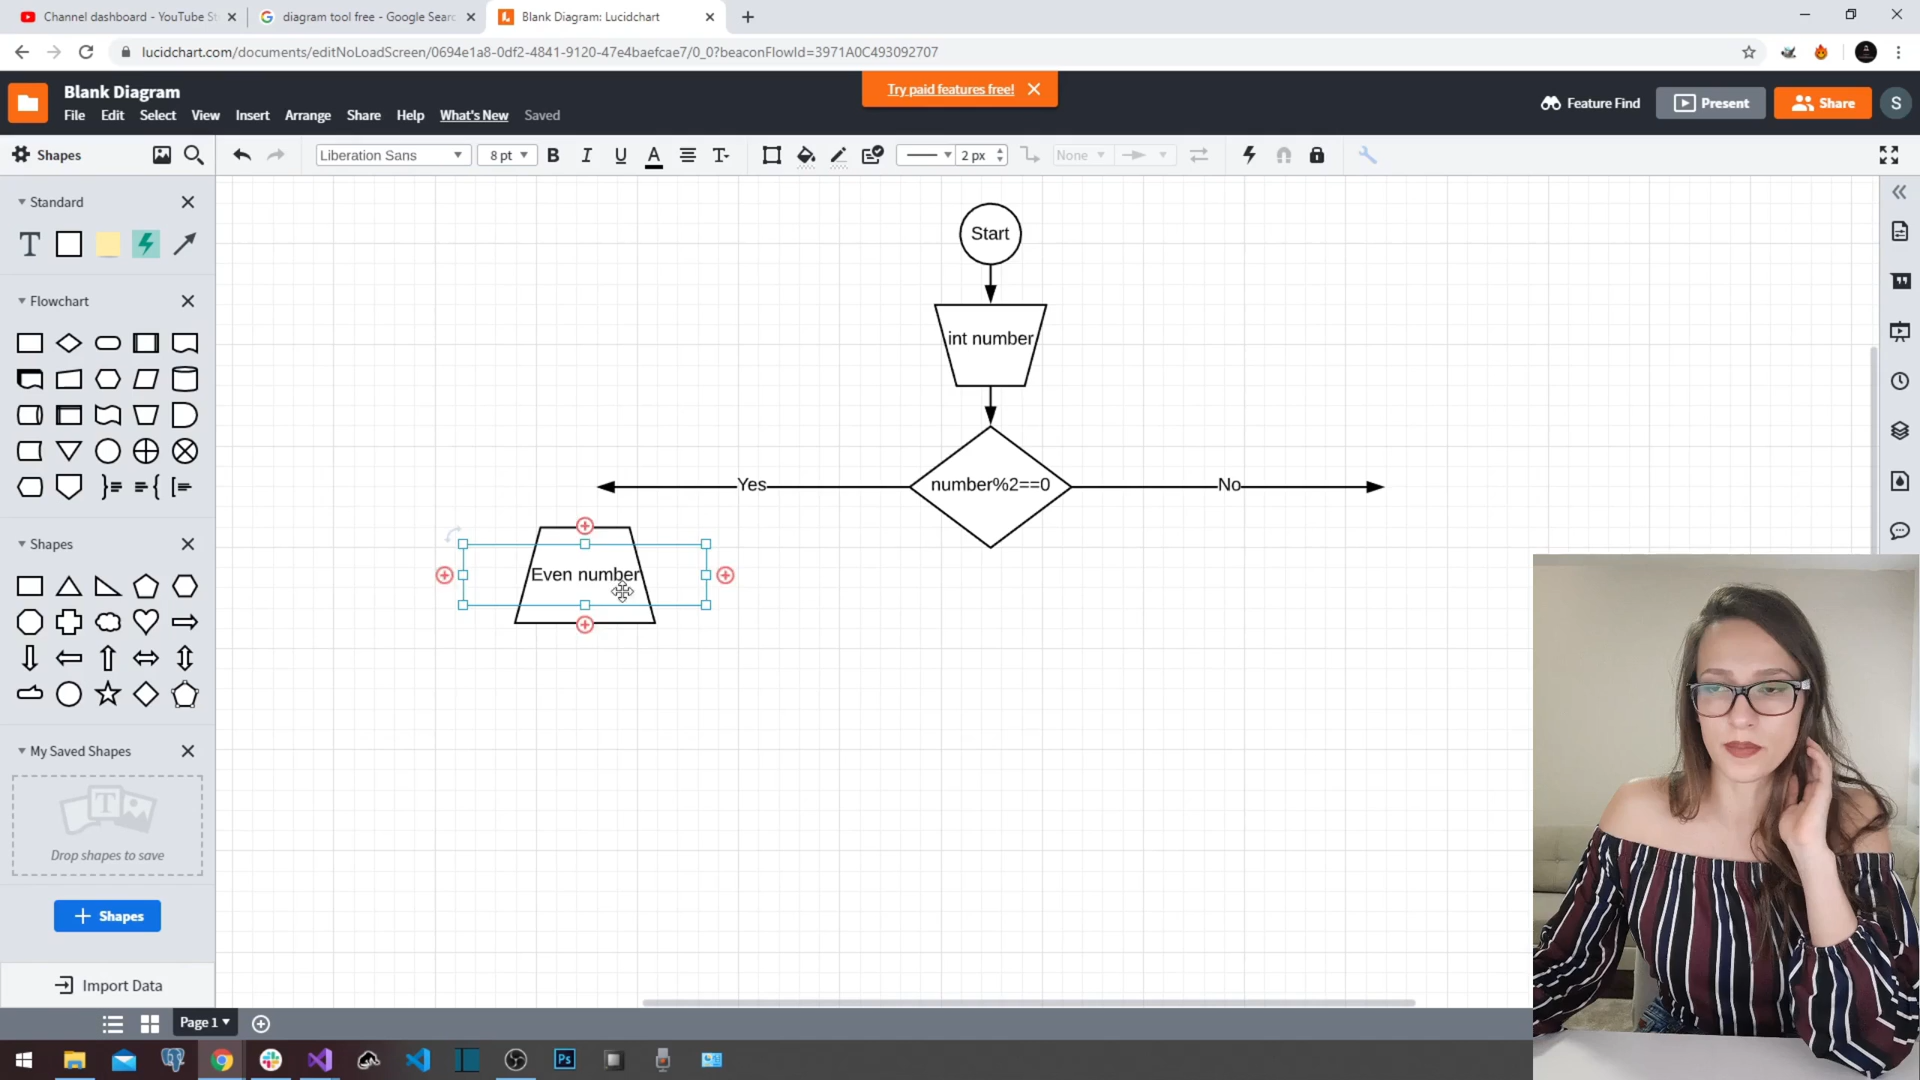 Channel dashboard - YouTube St
diagram tool free - Google Searc
Blank Diagram: Lucidchart
lucidchart.com/documents/editNoLoadScreen/0694e1a8-0df2-4841-9120-47e4baefcae7/0_0?beaconFlowId=3971A0C493092707
Blank Diagram
Try paid features free!
Feature Find
Present
Share
S
File Edit Select View Insert Arrange Share Help What's New Saved
Shapes
Liberation Sans
8 pt
B I U A T
2 px
None
Standard
T
Flowchart
Shapes
My Saved Shapes
T
Drop shapes to save
+ Shapes
Import Data
Start
int number
number%2==0
Yes
No
Even number
Page 1
Ps